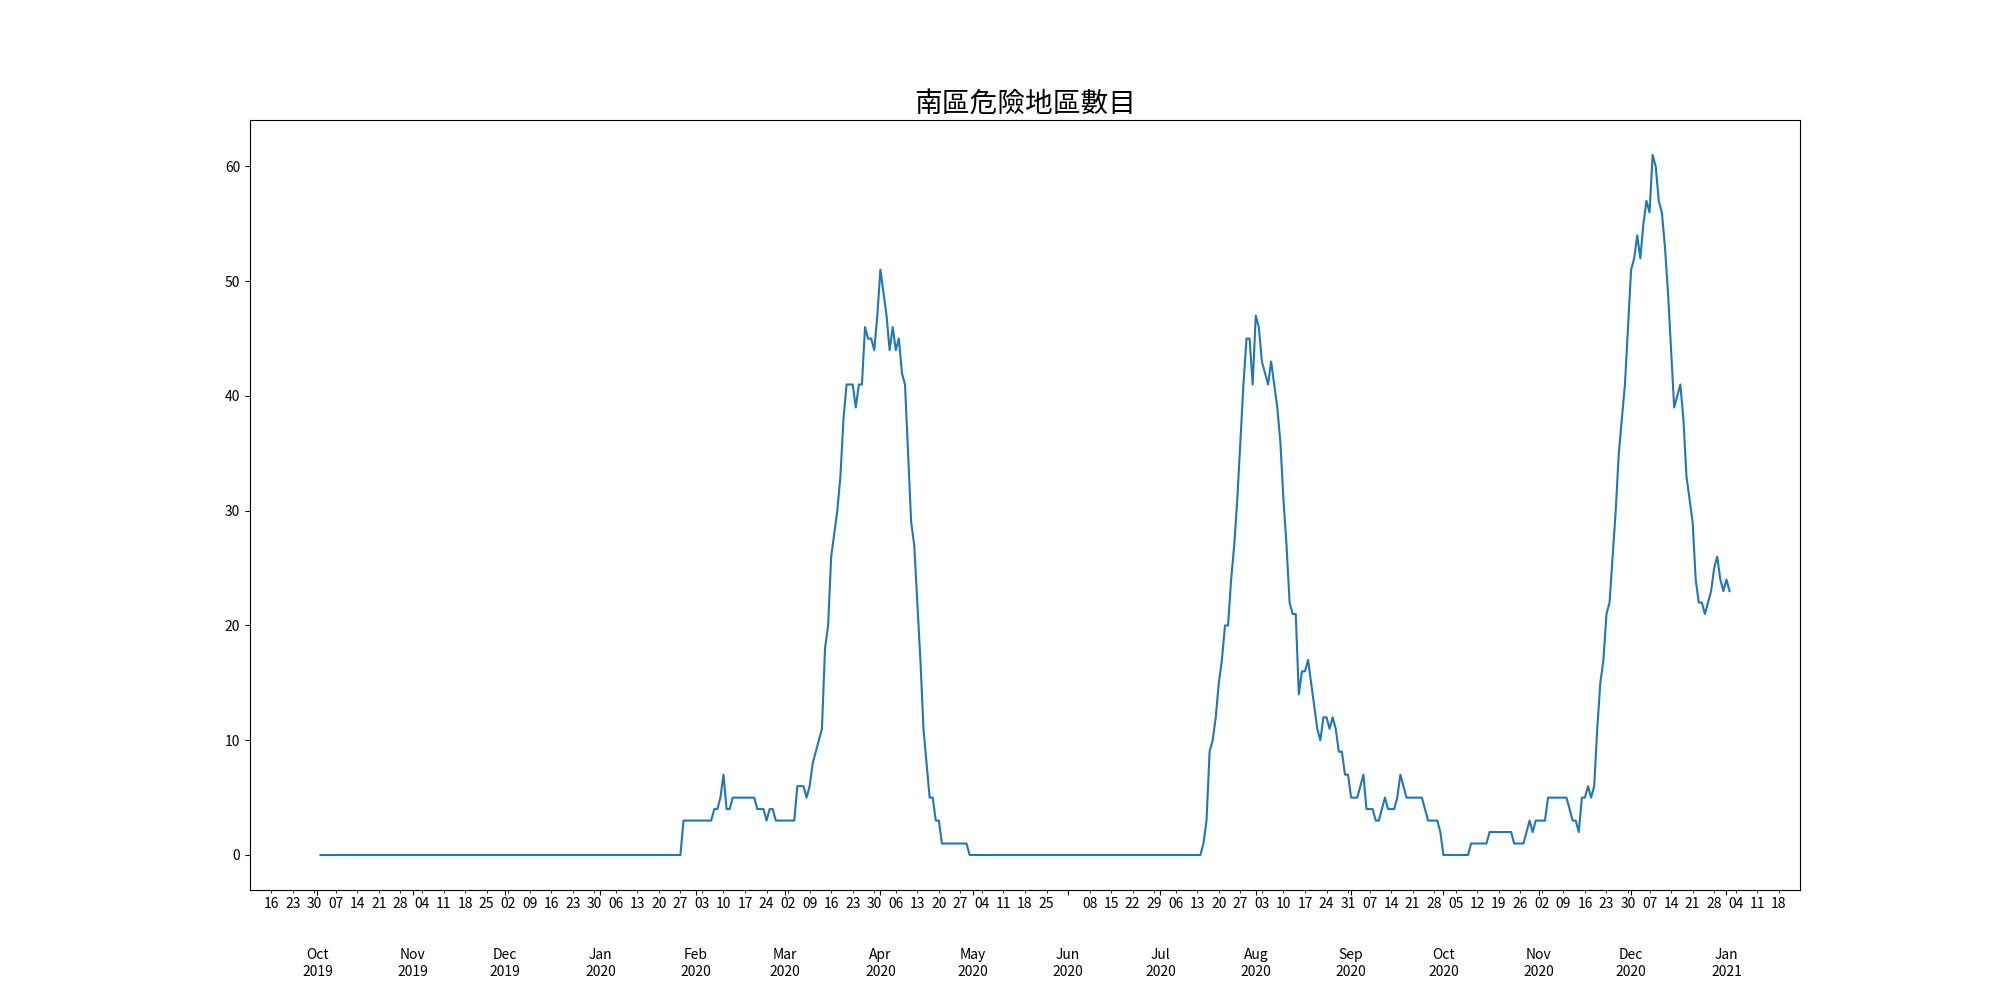 南區危險地區數目
60
50
40
30
20
10
0
16 23 30 07 14 21 28 04 11 18 25 02 09 16 23 30 06 13 20 27 03 10 17 24 02 09 16 23 30 06 13 20 27 04 11 18 25 08 15 22 29 06 13 20 27 03 10 17 24 31 07 14 21 28 05 12 19 26 02 09 16 23 30 07 14 21 28 04 11 18
Oct Nov Dec Jan Feb Mar Apr May Jun Jul Aug Sep Oct Nov Dec Jan
2019 2019 2019 2020 2020 2020 2020 2020 2020 2020 2020 2020 2020 2020 2020 2021